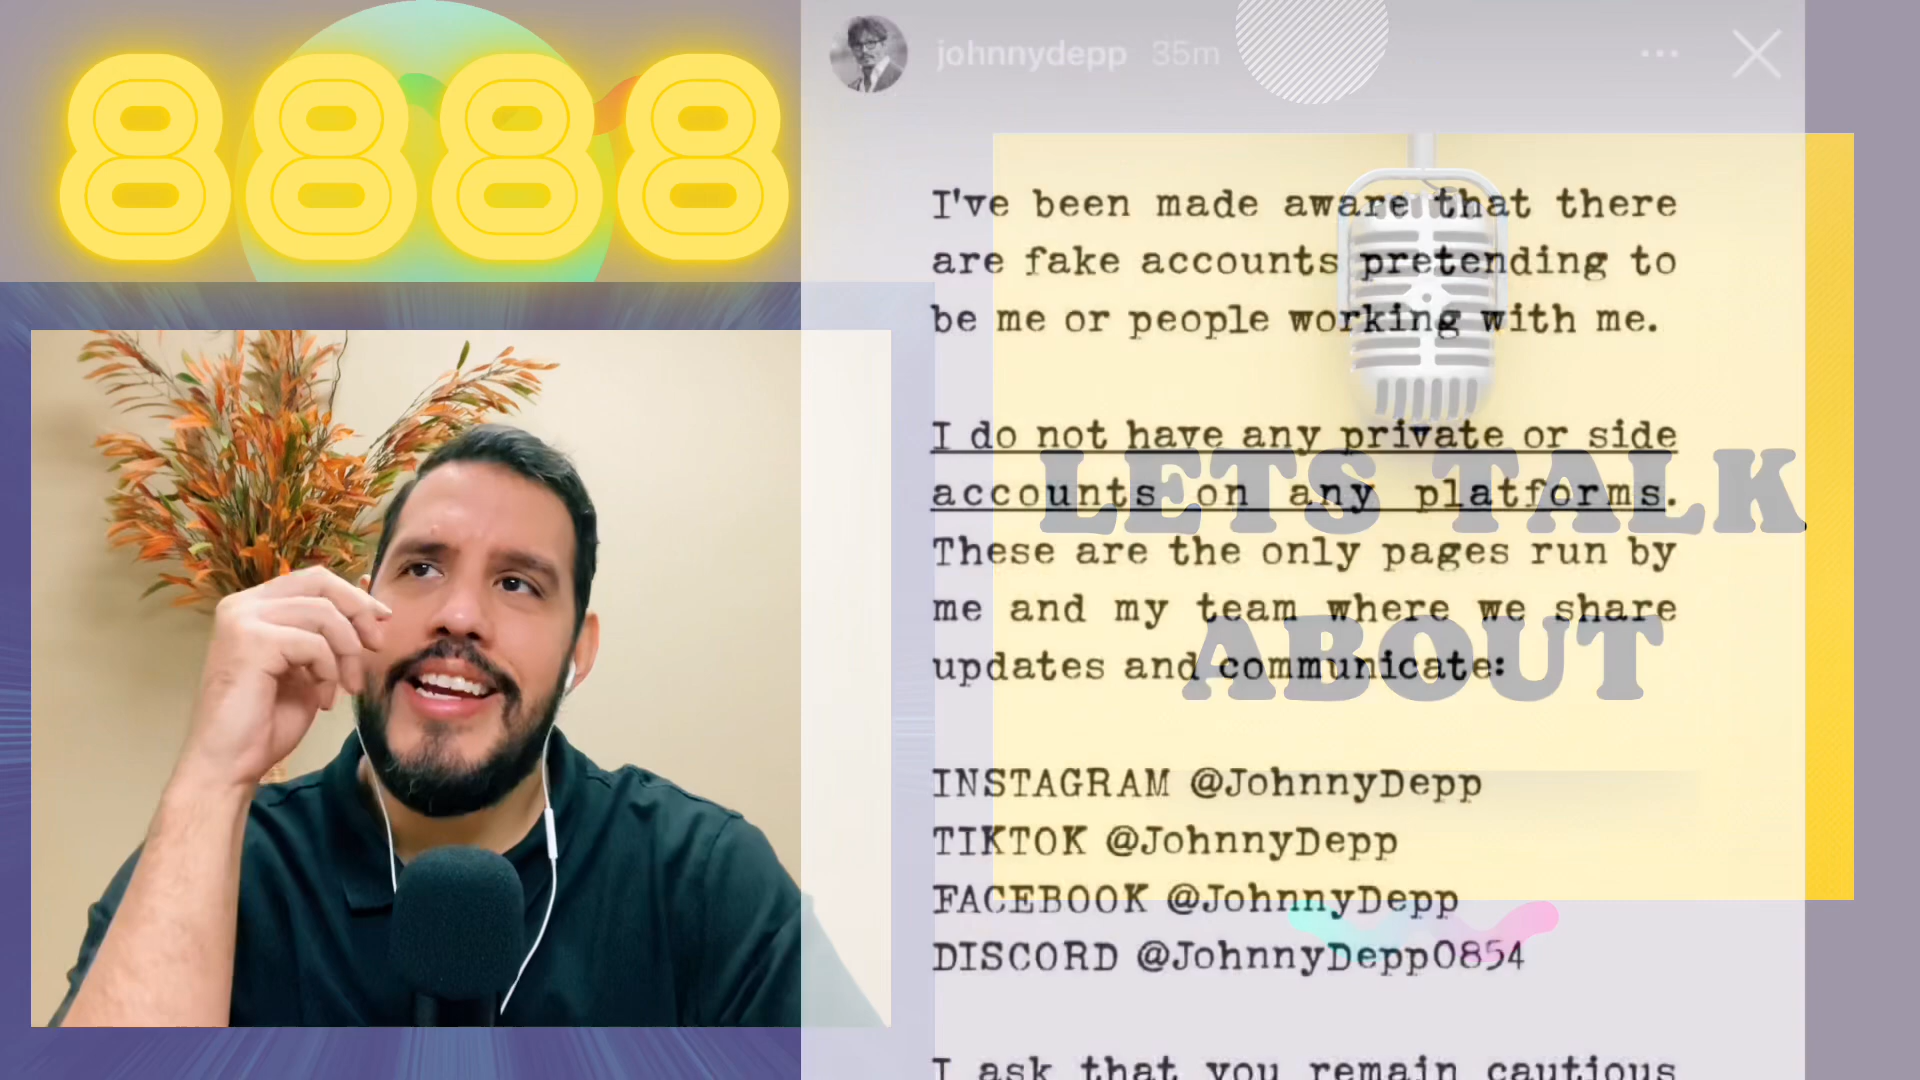 8888
johnnydepp 35m
I've been made aware that there
are fake accounts pretending to
be me or people working with me.
I do not have any private or side
accounts on any platforms.
These are the only pages run by
me and my team where we share
updates and communicate:
INSTAGRAM @JohnnyDepp
TIKTOK @JohnnyDepp
FACEBOOK @JohnnyDepp
DISCORD @JohnnyDepp0854
I ask that you remain cautious
LETS TALK
ABOUT